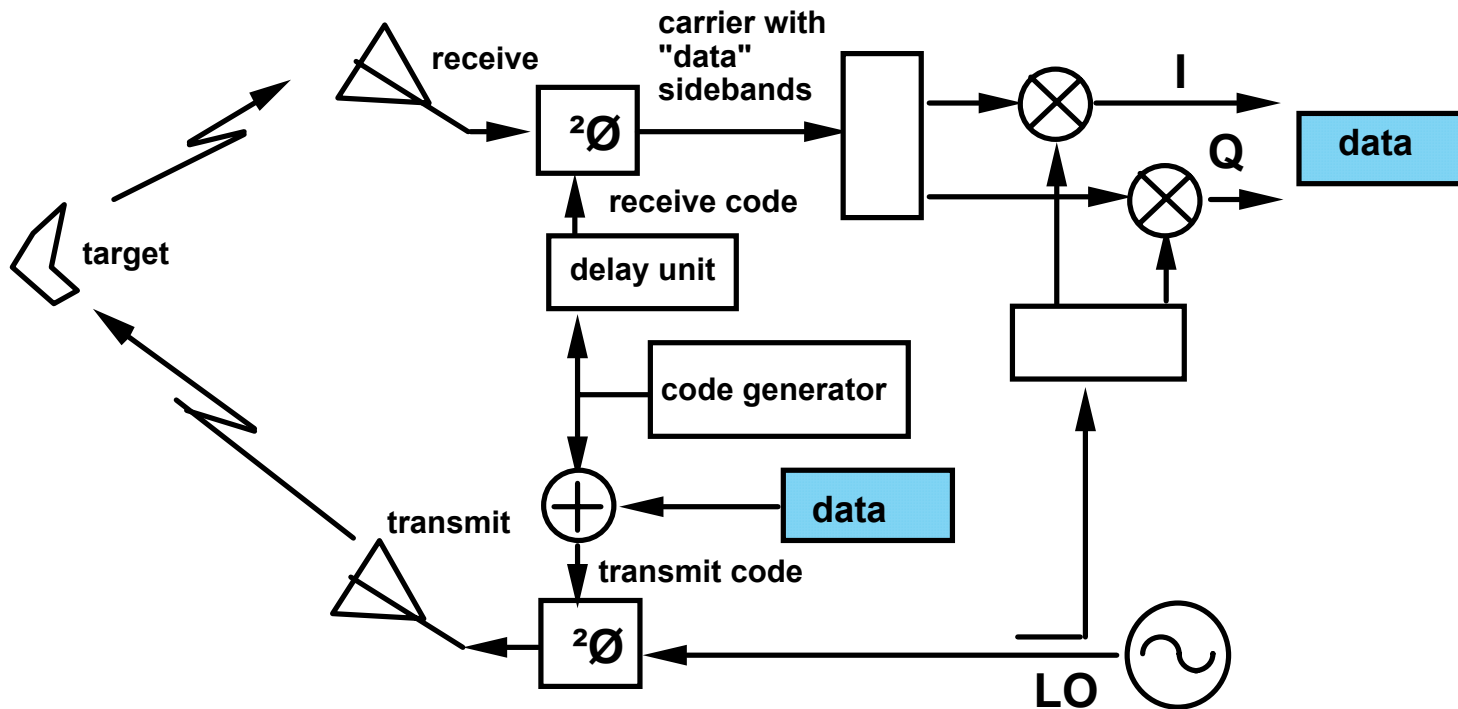 carrier with
"data"
sidebands
receive
I
²Ø
data
Q
receive code
target
delay unit
code generator
data
transmit
transmit code
²Ø
LO